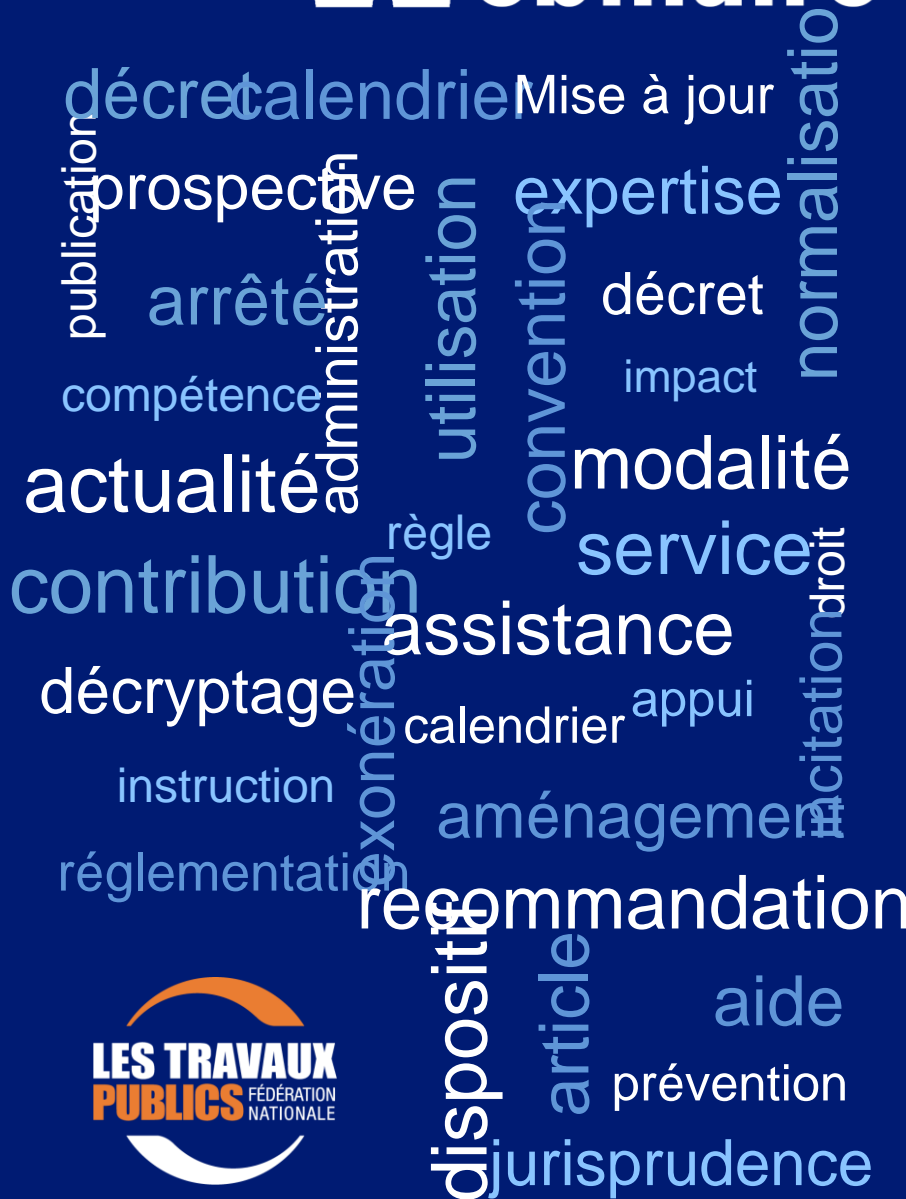 décret
calendrier
Mise à jour
normalisatio
publication
prospective
administration
utilisation
expertise
convention
arrêté
décret
compétence
impact
actualité
modalité
règle
service
droit
contribution
exonération
assistance
incitation
décryptage
calendrier
appui
instruction
aménagement
réglementation
recommandation
dispositif
article
aide
LES TRAVAUX
PUBLICS FÉDÉRATION
NATIONALE
prévention
jurisprudence